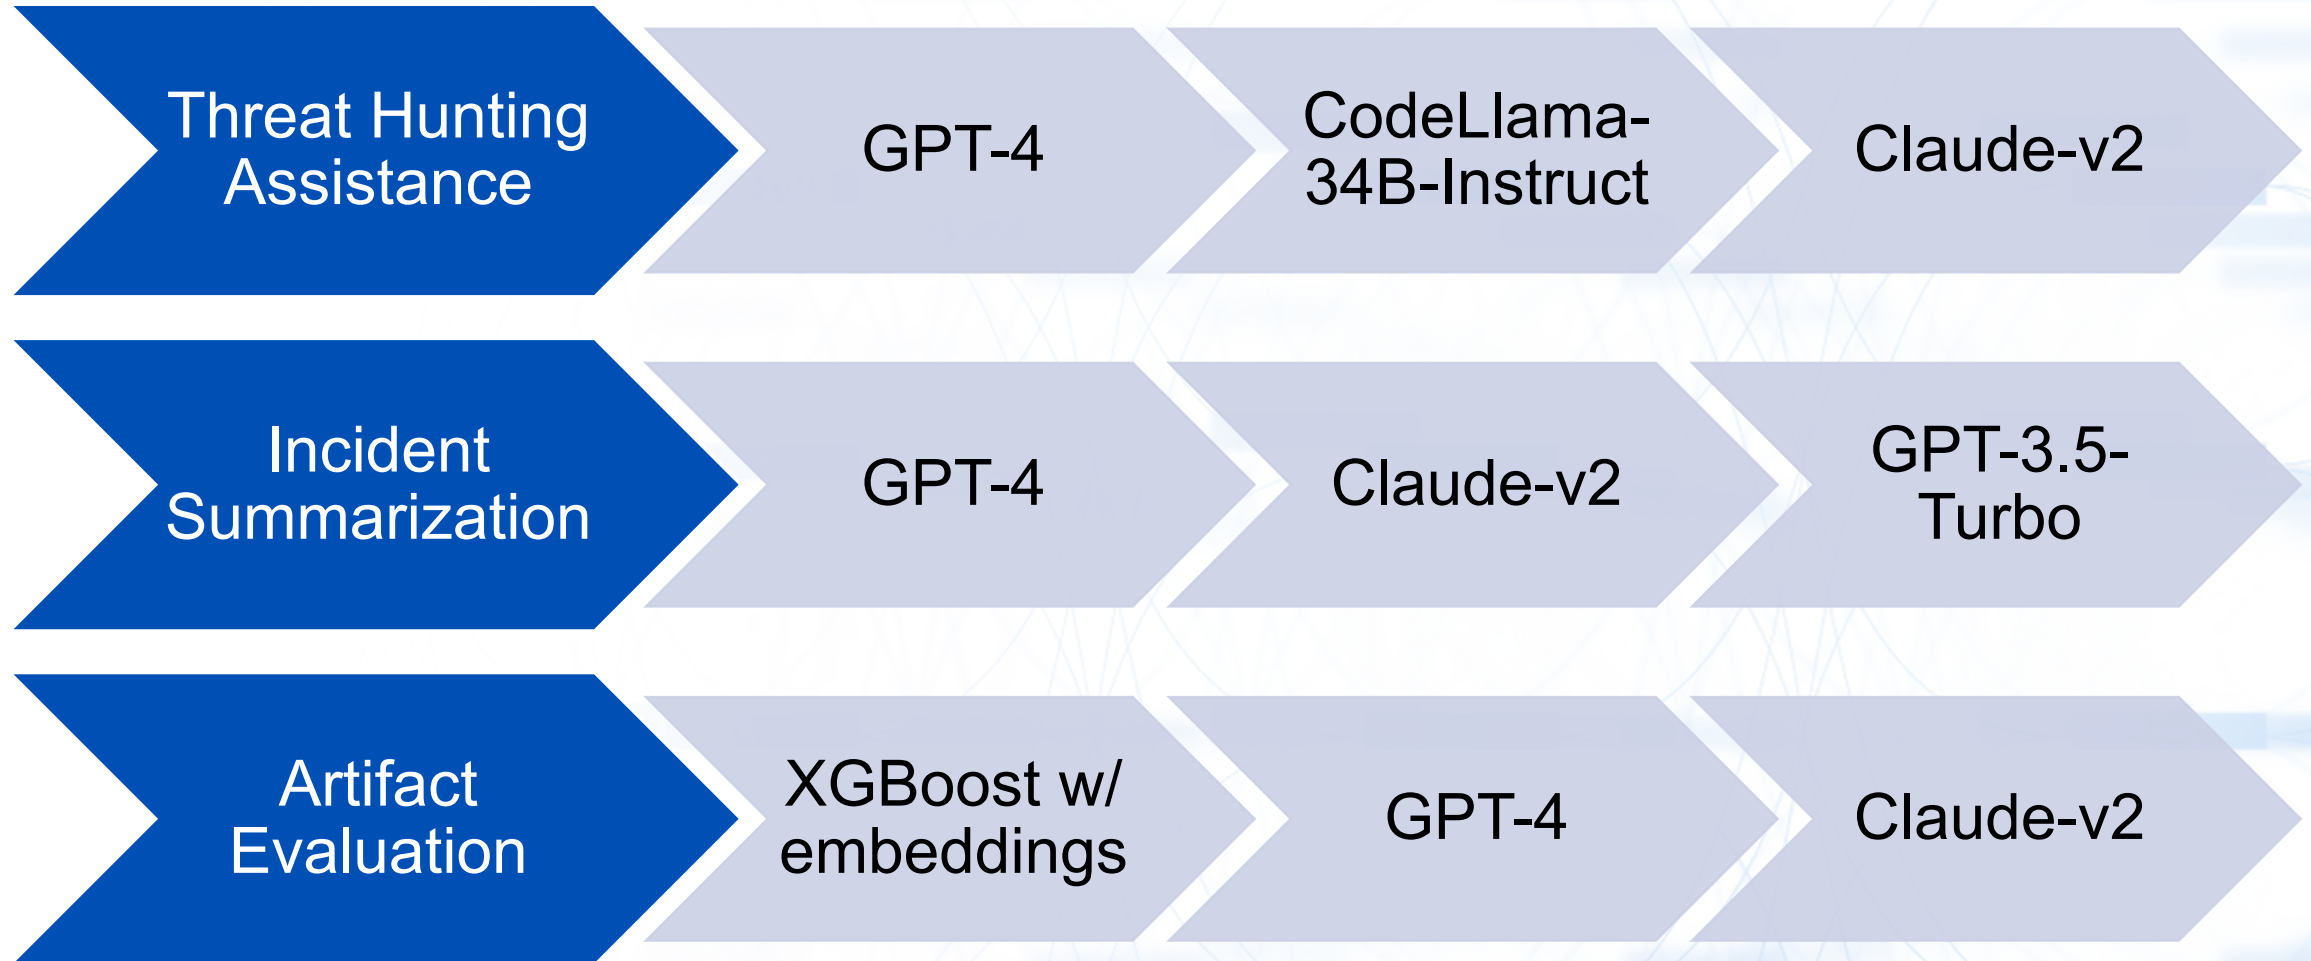 Threat Hunting
Assistance
GPT-4
CodeLlama-
34B-Instruct
Claude-v2
Incident
Summarization
GPT-4
Claude-v2
GPT-3.5-
Turbo
Artifact
Evaluation
XGBoost w/
embeddings
GPT-4
Claude-v2